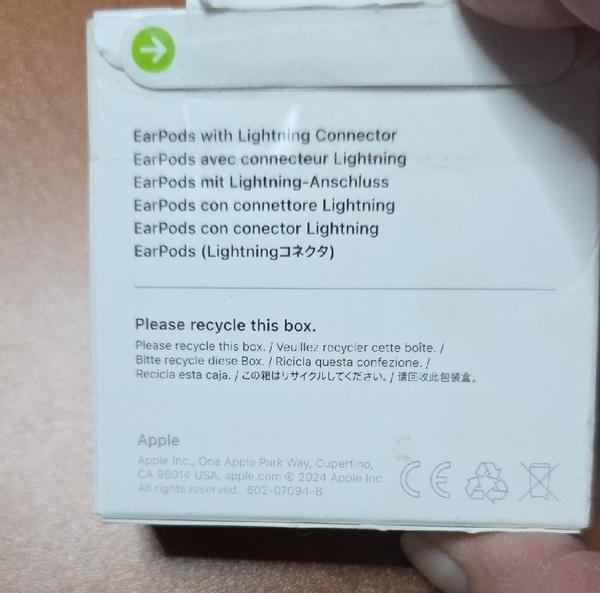 EarPods with Lightning Connector
EarPods avec connecteur Lightning
EarPods mit Lightning-Anschluss
EarPods con connettore Lightning
EarPods con conector Lightning
EarPods (Lightningコネクタ)
Please recycle this box.
Please recycle this box. / Veuillez recycler cette boîte. /
Bitte recycle diese Box. / Ricicla questa confezione. /
Recicla esta caja. / この箱はリサイクルしてください。/ 请回收此包装盒。
Apple
Apple Inc., One Apple Park Way, Cupertino,
CA 95014 USA, apple.com © 2024 Apple Inc.
All rights reserved. 602-07094-B
CE